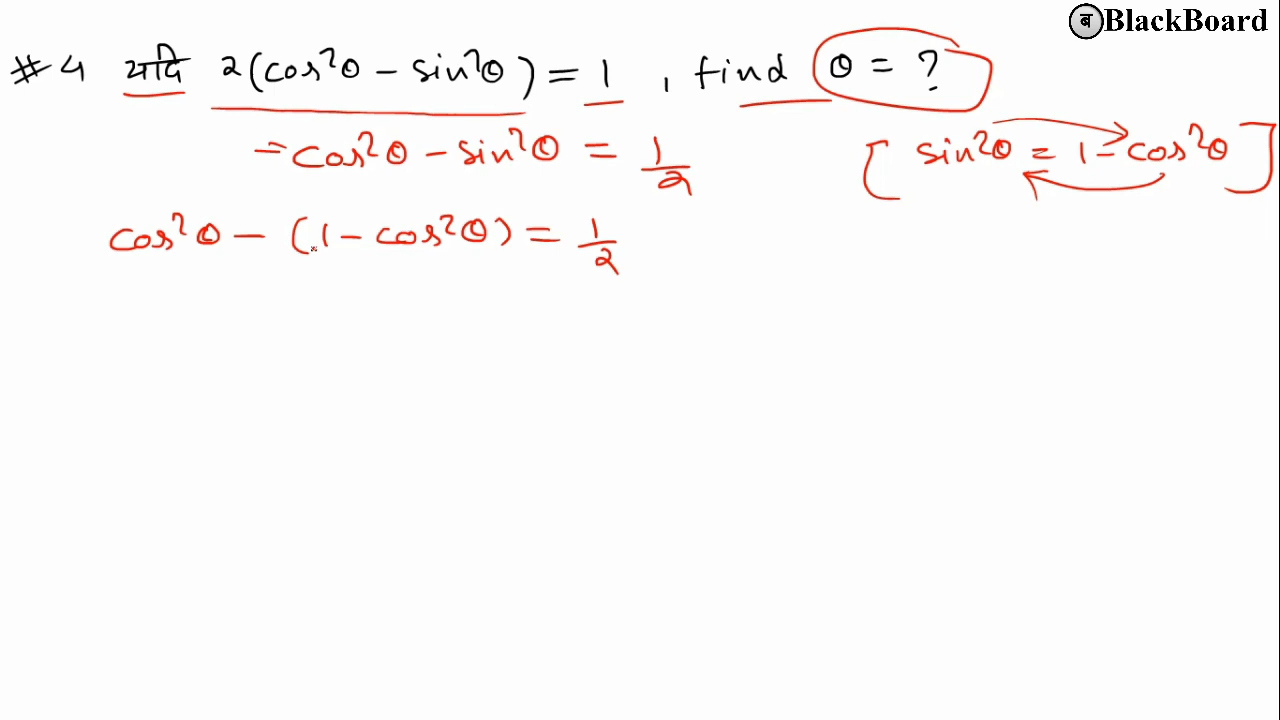 ब BlackBoard
#4 यदि 2(cos²θ - sin²θ) = 1, find θ = ?
= cos²θ - sin²θ = 1/2 [sin²θ = 1 - cos²θ]
cos²θ - (1 - cos²θ) = 1/2